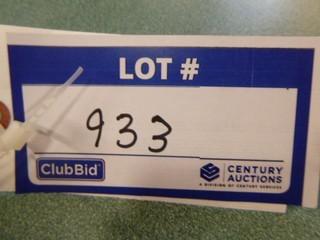 LOT #
933
ClubBid
CENTURY
AUCTIONS
A DIVISION OF CENTURY SERVICES